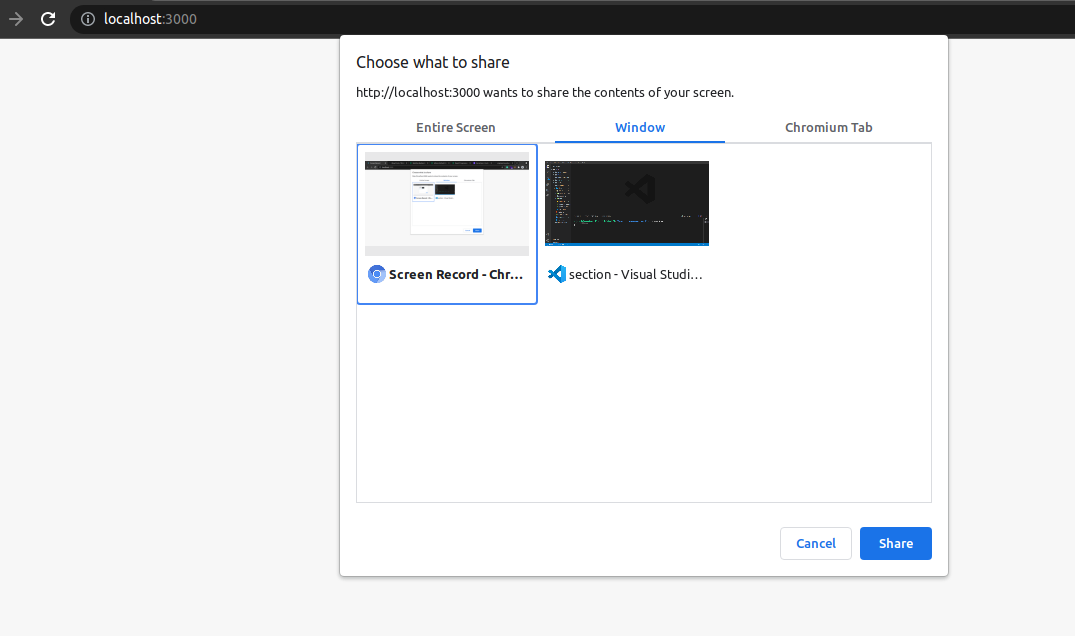 localhost:3000
Choose what to share
http://localhost:3000 wants to share the contents of your screen.
Entire Screen
Window
Chromium Tab
Screen Record - Chr...
section - Visual Studi...
Cancel
Share